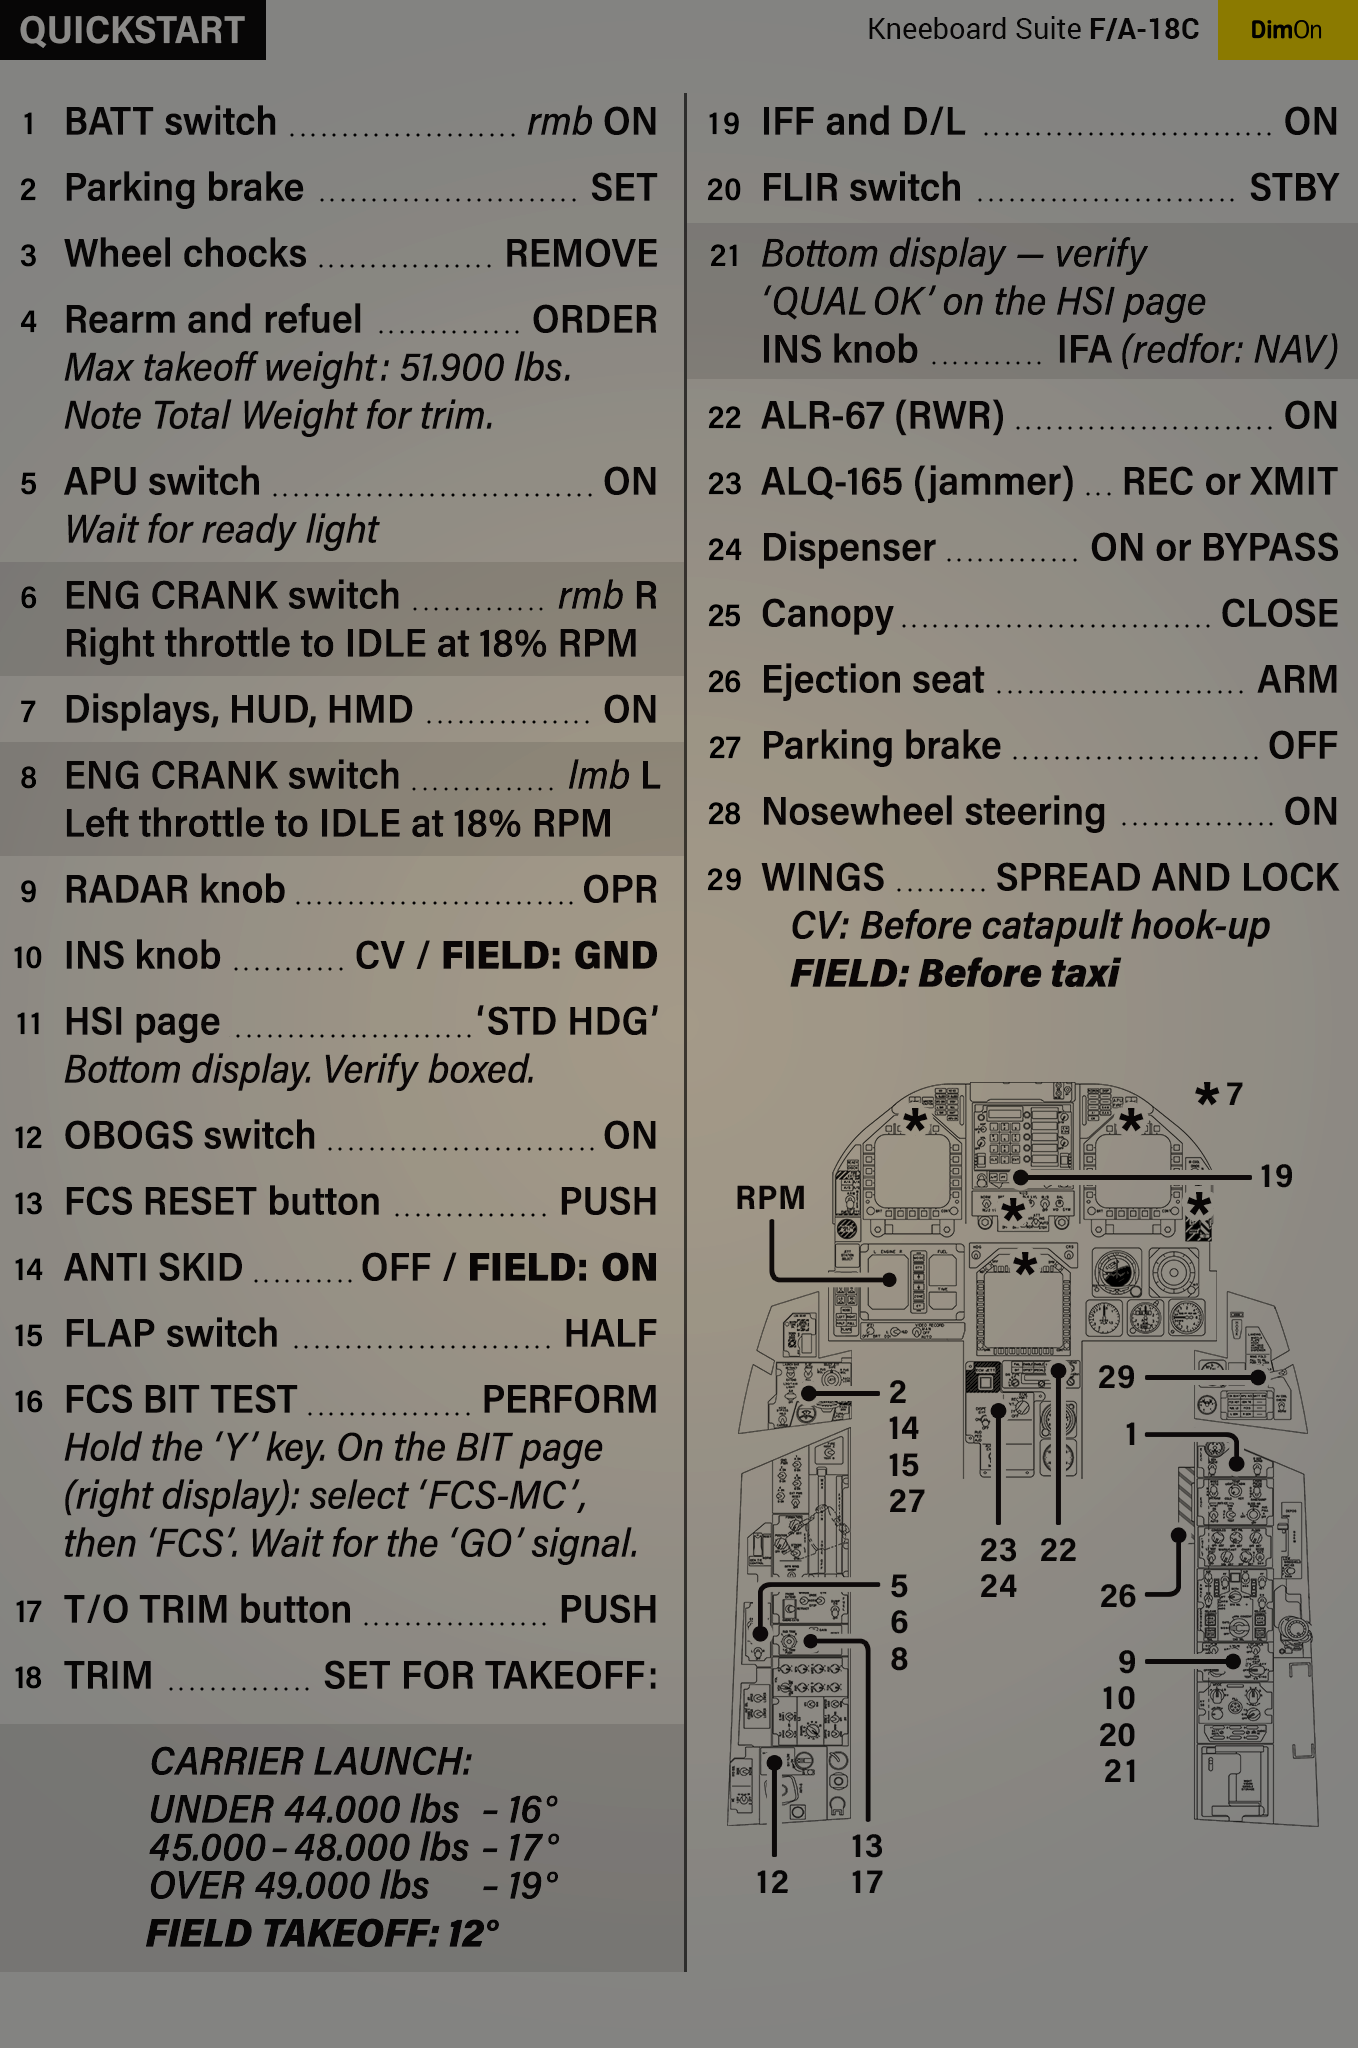 QUICKSTART
Kneeboard Suite F/A-18C
DimOn
1 BATT switch ...................... rmb ON
2 Parking brake ......................... SET
3 Wheel chocks ................. REMOVE
4 Rearm and refuel .............. ORDER
Max takeoff weight: 51.900 lbs.
Note Total Weight for trim.
5 APU switch ............................... ON
Wait for ready light
6 ENG CRANK switch ............. rmb R
Right throttle to IDLE at 18% RPM
7 Displays, HUD, HMD ................ ON
8 ENG CRANK switch .............. lmb L
Left throttle to IDLE at 18% RPM
9 RADAR knob ........................... OPR
10 INS knob ........... CV / FIELD: GND
11 HSI page .......................‘STD HDG’
Bottom display. Verify boxed.
12 OBOGS switch .......................... ON
13 FCS RESET button ............... PUSH
14 ANTI SKID .......... OFF / FIELD: ON
15 FLAP switch ......................... HALF
16 FCS BIT TEST ................ PERFORM
Hold the ‘Y’ key. On the BIT page
(right display): select ‘FCS-MC’,
then ‘FCS’. Wait for the ‘GO’ signal.
17 T/O TRIM button .................. PUSH
18 TRIM .............. SET FOR TAKEOFF:
CARRIER LAUNCH:
UNDER 44.000 lbs – 16°
45.000 – 48.000 lbs – 17°
OVER 49.000 lbs – 19°
FIELD TAKEOFF: 12°
19 IFF and D/L ............................ ON
20 FLIR switch ......................... STBY
21 Bottom display — verify
‘QUAL OK’ on the HSI page
INS knob ........... IFA (redfor: NAV)
22 ALR-67 (RWR) ......................... ON
23 ALQ-165 (jammer) ... REC or XMIT
24 Dispenser ............. ON or BYPASS
25 Canopy .............................. CLOSE
26 Ejection seat ........................ ARM
27 Parking brake ........................ OFF
28 Nosewheel steering ............... ON
29 WINGS ......... SPREAD AND LOCK
CV: Before catapult hook-up
FIELD: Before taxi
* 7
*
*
19
RPM
*
*
*
2
14
15
27
29
1
23
24
22
26
5
6
8
9
10
20
21
13
17
12